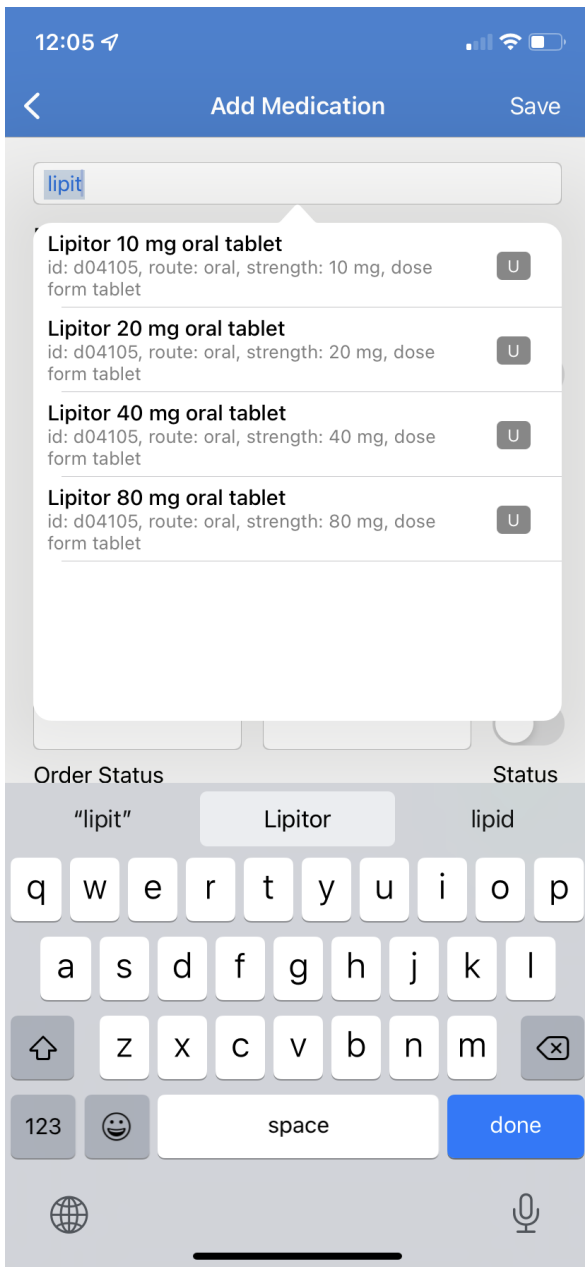 12:05
Add Medication Save
lipit
Lipitor 10 mg oral tablet
id: d04105, route: oral, strength: 10 mg, dose
form tablet
U
Lipitor 20 mg oral tablet
id: d04105, route: oral, strength: 20 mg, dose
form tablet
U
Lipitor 40 mg oral tablet
id: d04105, route: oral, strength: 40 mg, dose
form tablet
U
Lipitor 80 mg oral tablet
id: d04105, route: oral, strength: 80 mg, dose
form tablet
U
Order Status Status
“lipit” Lipitor lipid
q w e r t y u i o p
a s d f g h j k l
z x c v b n m
123 space done